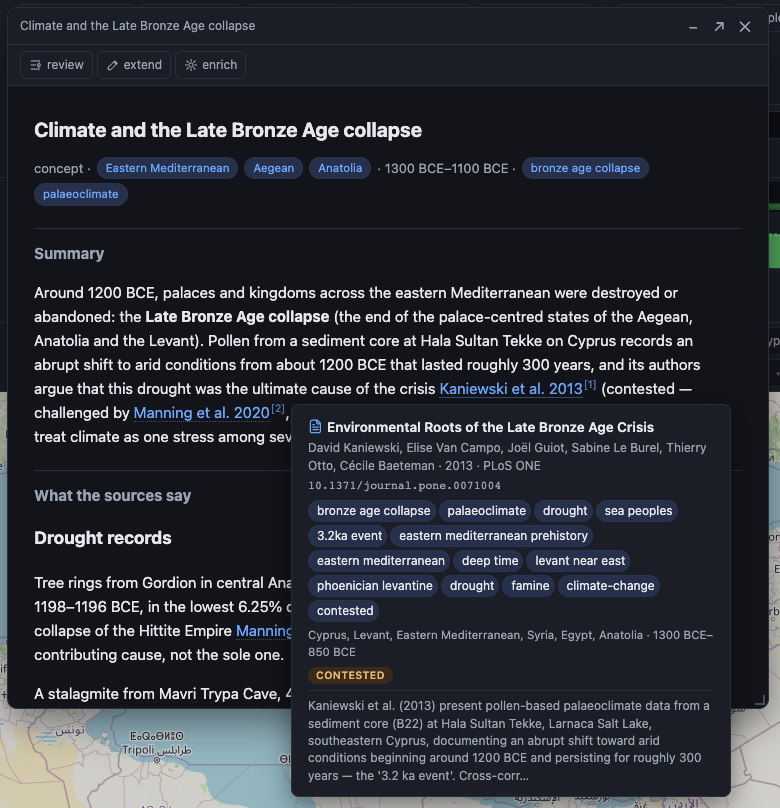 Climate and the Late Bronze Age collapse
review extend enrich
Climate and the Late Bronze Age collapse
concept · Eastern Mediterranean Aegean Anatolia · 1300 BCE–1100 BCE · bronze age collapse
palaeoclimate
Summary
Around 1200 BCE, palaces and kingdoms across the eastern Mediterranean were destroyed or
abandoned: the Late Bronze Age collapse (the end of the palace-centred states of the Aegean,
Anatolia and the Levant). Pollen from a sediment core at Hala Sultan Tekke on Cyprus records an
abrupt shift to arid conditions from about 1200 BCE that lasted roughly 300 years, and its authors
argue that this drought was the ultimate cause of the crisis Kaniewski et al. 2013[1] (contested —
challenged by Manning et al. 2020[2],
treat climate as one stress among
What the sources say
Drought records
Tree rings from Gordion in central
1198–1196 BCE, in the lowest 6.25%
collapse of the Hittite Empire Manning
contributing cause, not the sole one.
A stalagmite from Mavri Trypa Cave,
Environmental Roots of the Late Bronze Age Crisis
David Kaniewski, Elise Van Campo, Joël Guiot, Sabine Le Burel, Thierry
Otto, Cécile Baeteman · 2013 · PLoS ONE
10.1371/journal.pone.0071004
bronze age collapse palaeoclimate drought sea peoples
3.2ka event eastern mediterranean prehistory
eastern mediterranean deep time levant near east
phoenician levantine drought famine climate-change
contested
Cyprus, Levant, Eastern Mediterranean, Syria, Egypt, Anatolia · 1300 BCE–
850 BCE
CONTESTED
Kaniewski et al. (2013) present pollen-based palaeoclimate data from a
sediment core (B22) at Hala Sultan Tekke, Larnaca Salt Lake,
southeastern Cyprus, documenting an abrupt shift toward arid
conditions beginning around 1200 BCE and persisting for roughly 300
years — the '3.2 ka event'. Cross-corr...
تونس
Tripoli طرابلس